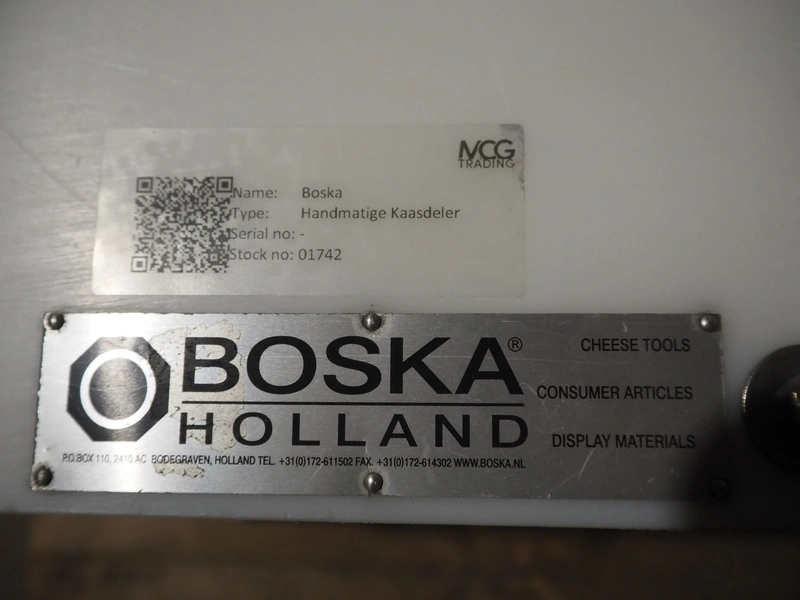 MCG
TRADING
Name: Boska
Type: Handmatige Kaasdeler
Serial no: -
Stock no: 01742
BOSKA®
HOLLAND
P.O.BOX 110, 2410 AC BODEGRAVEN, HOLLAND TEL. +31(0)172-611502 FAX. +31(0)172-614302 WWW.BOSKA.NL
CHEESE TOOLS
CONSUMER ARTICLES
DISPLAY MATERIALS